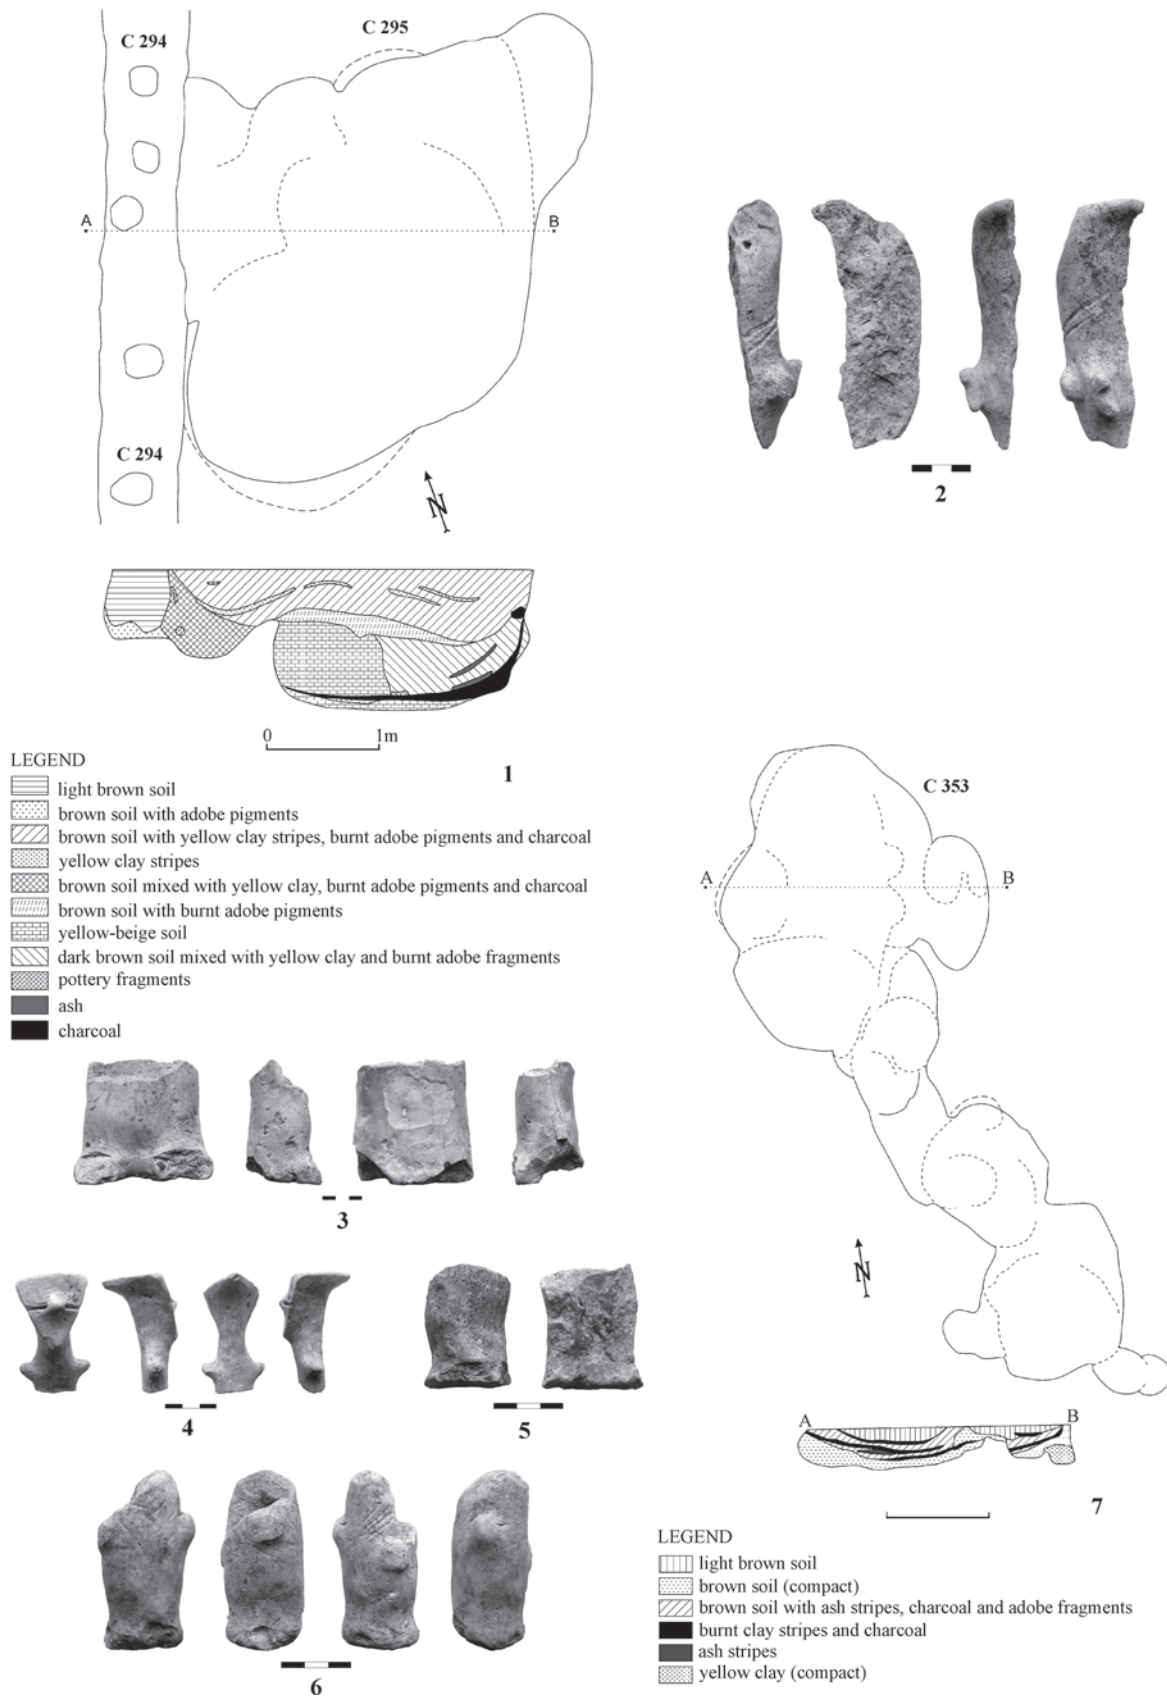 C 294
C 295
A
B
C 294
N
2
0
1m
1
LEGEND
light brown soil
brown soil with adobe pigments
brown soil with yellow clay stripes, burnt adobe pigments and charcoal
yellow clay stripes
brown soil mixed with yellow clay, burnt adobe pigments and charcoal
brown soil with burnt adobe pigments
yellow-beige soil
dark brown soil mixed with yellow clay and burnt adobe fragments
pottery fragments
ash
charcoal
3
4
5
6
C 353
A
B
N
A
B
7
LEGEND
light brown soil
brown soil (compact)
brown soil with ash stripes, charcoal and adobe fragments
burnt clay stripes and charcoal
ash stripes
yellow clay (compact)